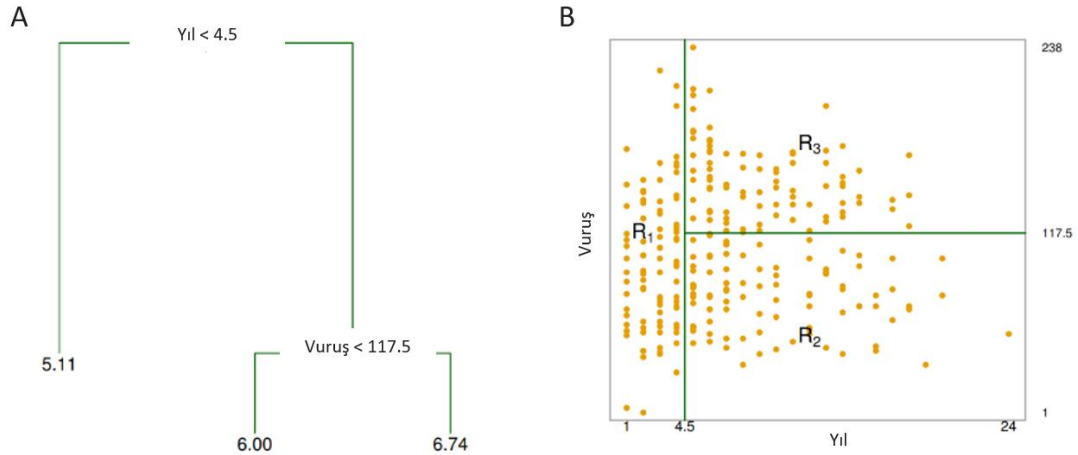 A
Yıl < 4.5
Vuruş < 117.5
5.11
6.00
6.74
B
238
R3
Vuruş
R1
117.5
R2
1
1
4.5
24
Yıl